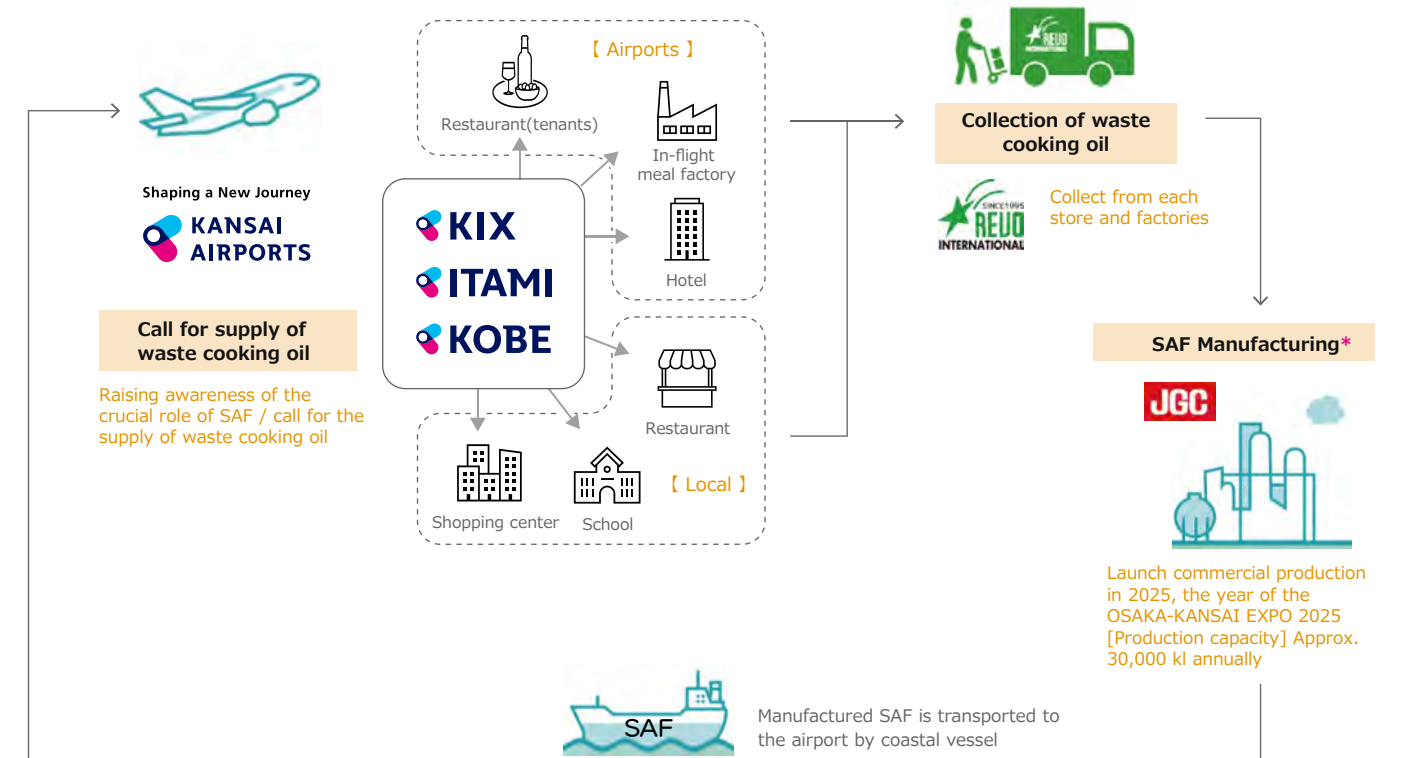 Shaping a New Journey
KANSAI
AIRPORTS
Call for supply of
waste cooking oil
Raising awareness of the
crucial role of SAF / call for the
supply of waste cooking oil
【 Airports 】
Restaurant(tenants)
In-flight
meal factory
Hotel
KIX
ITAMI
KOBE
Restaurant
【 Local 】
Shopping center
School
REVO
INTERNATIONAL
Collection of waste
cooking oil
SINCE1995
REVO
INTERNATIONAL
Collect from each
store and factories
SAF Manufacturing*
JGC
Launch commercial production
in 2025, the year of the
OSAKA-KANSAI EXPO 2025
[Production capacity] Approx.
30,000 kl annually
SAF
Manufactured SAF is transported to
the airport by coastal vessel